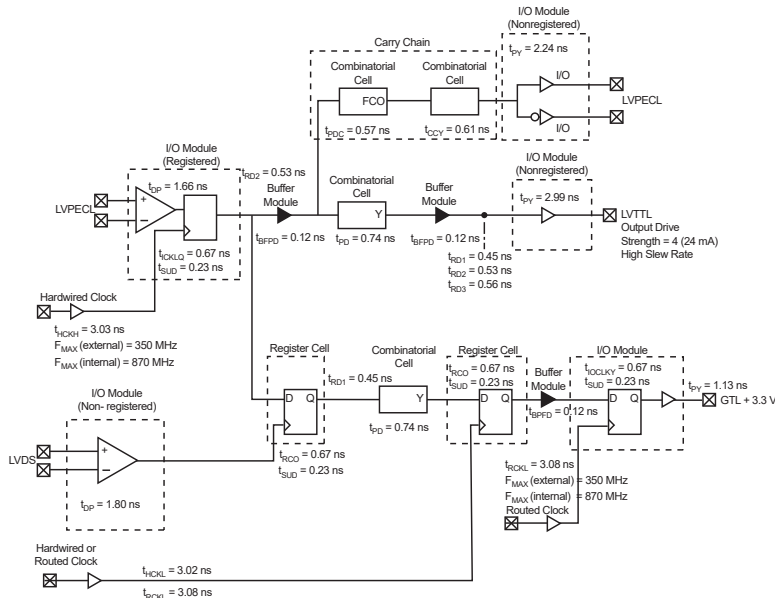 I/O Module
(Nonregistered)
Carry Chain
tPY = 2.24 ns
Combinatorial
Cell
Combinatorial
Cell
I/O
FCO
LVPECL
I/O
tPDC = 0.57 ns
tCCY = 0.61 ns
I/O Module
(Registered)
tRD2 = 0.53 ns
I/O Module
(Nonregistered)
tDP = 1.66 ns
Buffer
Module
Combinatorial
Cell
Buffer
Module
tPY = 2.99 ns
LVPECL
+
−
Y
LVTTL
Output Drive
Strength = 4 (24 mA)
High Slew Rate
tBFPD = 0.12 ns
tPD = 0.74 ns
tBFPD = 0.12 ns
tRD1 = 0.45 ns
tRD2 = 0.53 ns
tRD3 = 0.56 ns
tICKLQ = 0.67 ns
tSUD = 0.23 ns
Hardwired Clock
tHCKH = 3.03 ns
FMAX (external) = 350 MHz
FMAX (internal) = 870 MHz
Register Cell
Combinatorial
Cell
Register Cell
I/O Module
tRD1 = 0.45 ns
tRCO = 0.67 ns
tSUD = 0.23 ns
Buffer
Module
tIOCLKY = 0.67 ns
tSUD = 0.23 ns
tPY = 1.13 ns
D Q
Y
D Q
D Q
GTL + 3.3 V
tBPFD = 0.12 ns
tPD = 0.74 ns
I/O Module
(Non- registered)
LVDS
+
−
tRCO = 0.67 ns
tSUD = 0.23 ns
tDP = 1.80 ns
tRCKL = 3.08 ns
FMAX (external) = 350 MHz
FMAX (internal) = 870 MHz
Routed Clock
Hardwired or
Routed Clock
tHCKL = 3.02 ns
tRCKL = 3.08 ns